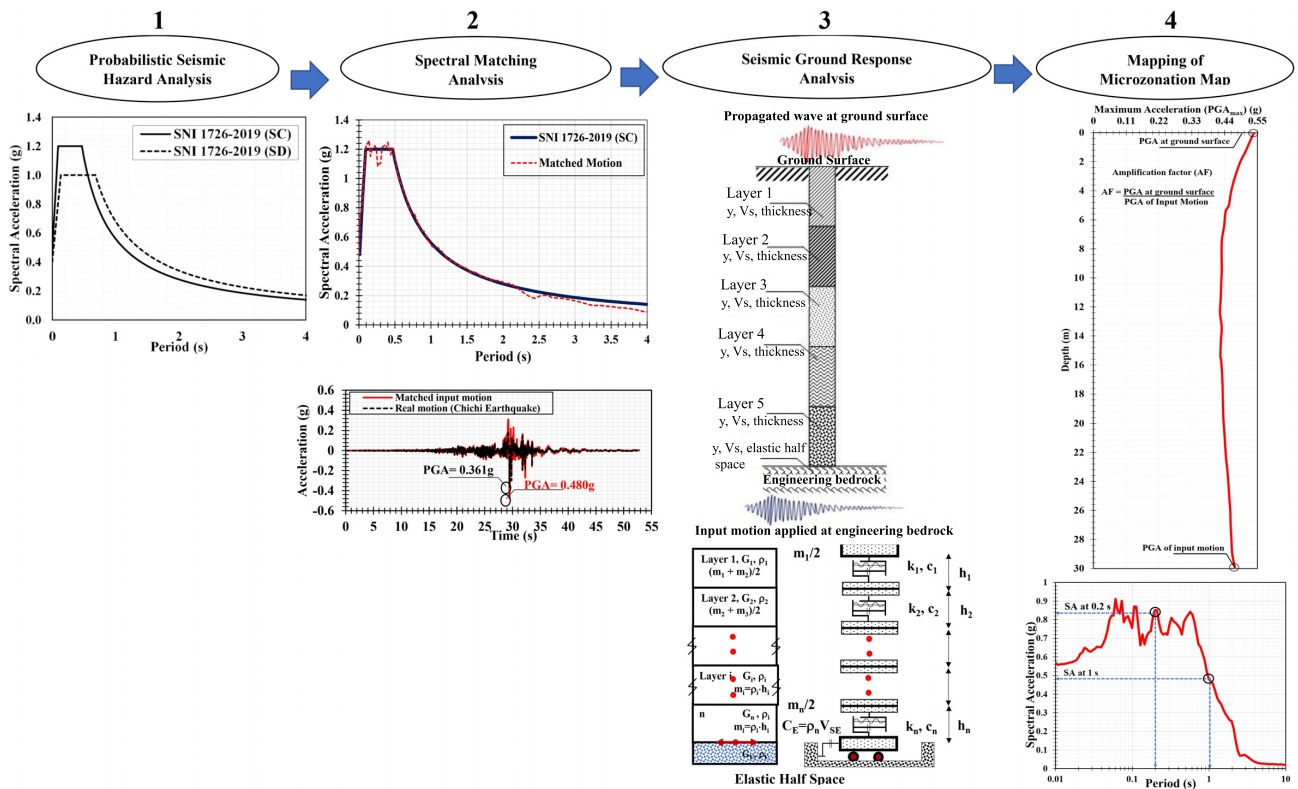 1
2
3
4
Probabilistic Seismic
Hazard Analysis
Spectral Matching
Analysis
Seismic Ground Response
Analysis
Mapping of
Microzonation Map
Spectral Acceleration (g)
1.4
1.2
1.0
0.8
0.6
0.4
0.2
0.0
SNI 1726-2019 (SC)
SNI 1726-2019 (SD)
0 1 2 3 4
Period (s)
Spectral Acceleration (g)
1.4
1.2
1
0.8
0.6
0.4
0.2
0
SNI 1726-2019 (SC)
Matched Motion
0 0.5 1 1.5 2 2.5 3 3.5 4
Period (s)
Acceleration (g)
0.6
0.4
0.2
0.0
-0.2
-0.4
-0.6
Matched input motion
Real motion (Chichi Earthquake)
PGA= 0.361g
PGA= 0.480g
0 5 10 15 20 25 30 35 40 45 50 55
Time (s)
Propagated wave at ground surface
Ground Surface
Layer 1
y, Vs, thickness
Layer 2
y, Vs, thickness
Layer 3
y, Vs, thickness
Layer 4
y, Vs, thickness
Layer 5
y, Vs, thickness
y, Vs, elastic half
space
Engineering bedrock
Input motion applied at engineering bedrock
Layer 1, G₁, ρ₁
(m₁ + m₂)/2
Layer 2, G₂, ρ₂
(m₂ + m₃)/2
Layer i, Gᵢ, ρᵢ
mᵢ=ρᵢ·hᵢ
n Gₙ, ρᵢ
mᵢ=ρᵢ·hᵢ
m₁/2
k₁, c₁
h₁
k₂, c₂
h₂
mₙ/2
C_E=ρₙV_SE
kₙ, cₙ
hₙ
Elastic Half Space
Maximum Acceleration (PGAmax) (g)
0 0.11 0.22 0.33 0.44 0.55
PGA at ground surface
Amplification factor (AF)
AF = PGA at ground surface
PGA of Input Motion
Depth (m)
0
2
4
6
8
10
12
14
16
18
20
22
24
26
28
30
PGA of input motion
Spectral Acceleration (g)
1
0.9
0.8
0.7
0.6
0.5
0.4
0.3
0.2
0.1
0
SA at 0.2 s
SA at 1 s
0.01 0.1 1 10
Period (s)